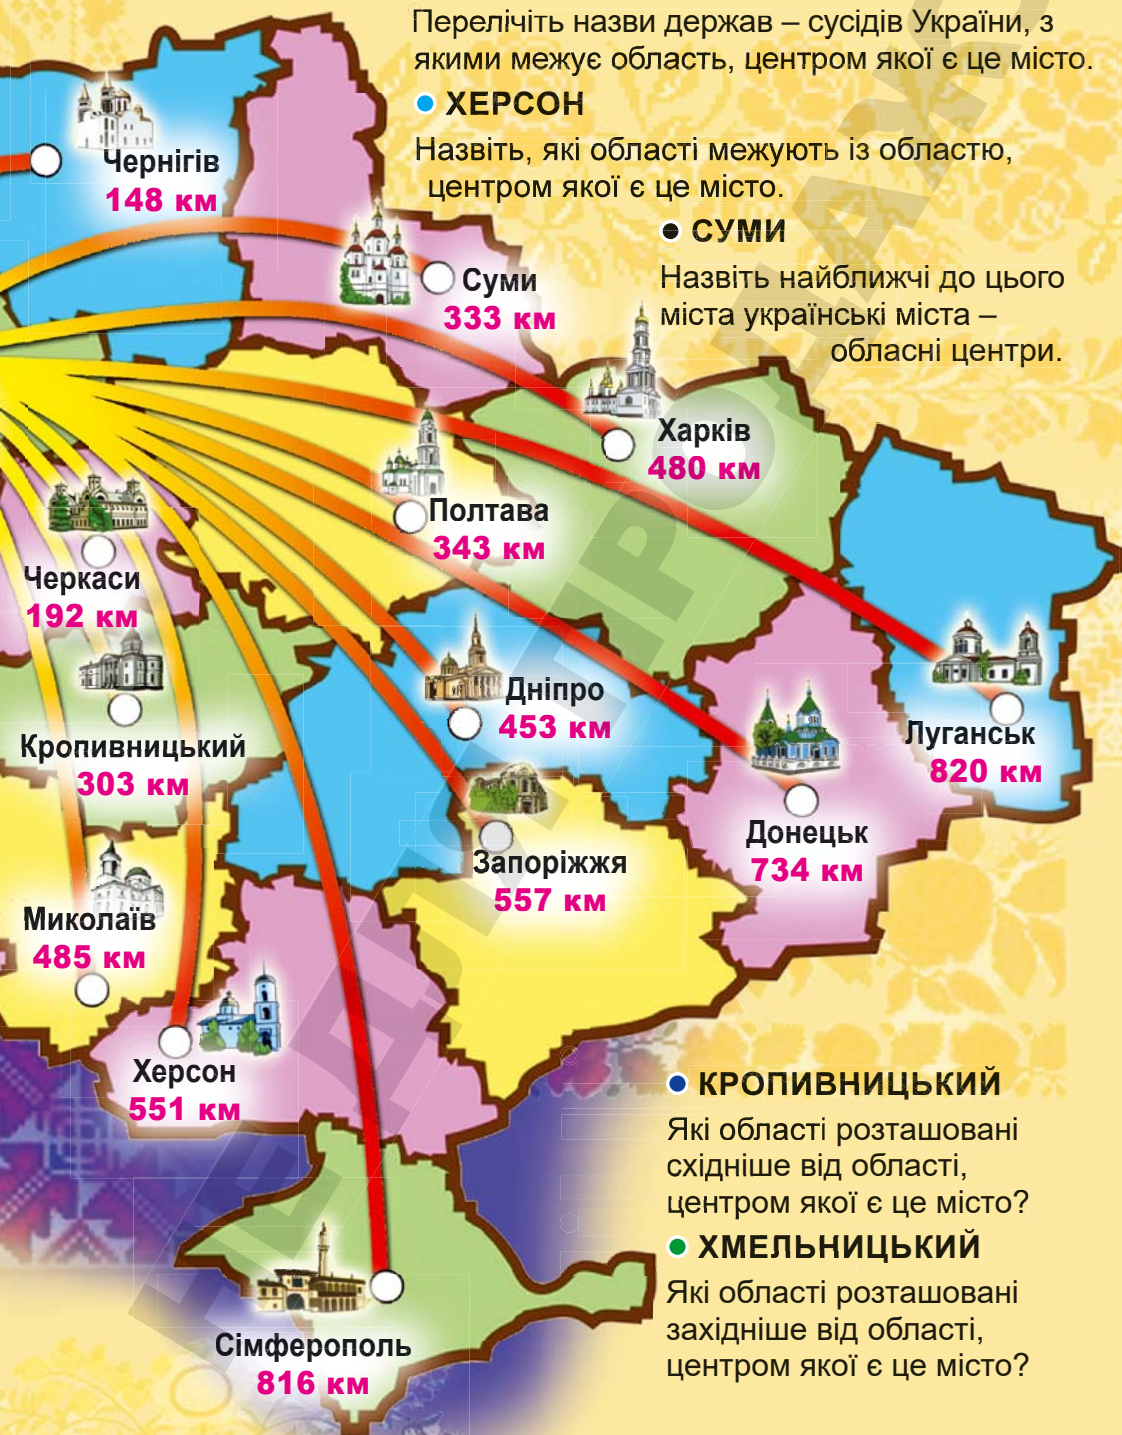 Перелічіть назви держав – сусідів України, з
якими межує область, центром якої є це місто.
ХЕРСОН
Назвіть, які області межують із областю,
центром якої є це місто.
СУМИ
Назвіть найближчі до цього
міста українські міста –
обласні центри.
Чернігів
148 км
Суми
333 км
Харків
480 км
Полтава
343 км
Черкаси
192 км
Дніпро
453 км
Кропивницький
303 км
Луганськ
820 км
Донецьк
734 км
Запоріжжя
557 км
Миколаїв
485 км
Херсон
551 км
Сімферополь
816 км
КРОПИВНИЦЬКИЙ
Які області розташовані
східніше від області,
центром якої є це місто?
ХМЕЛЬНИЦЬКИЙ
Які області розташовані
західніше від області,
центром якої є це місто?